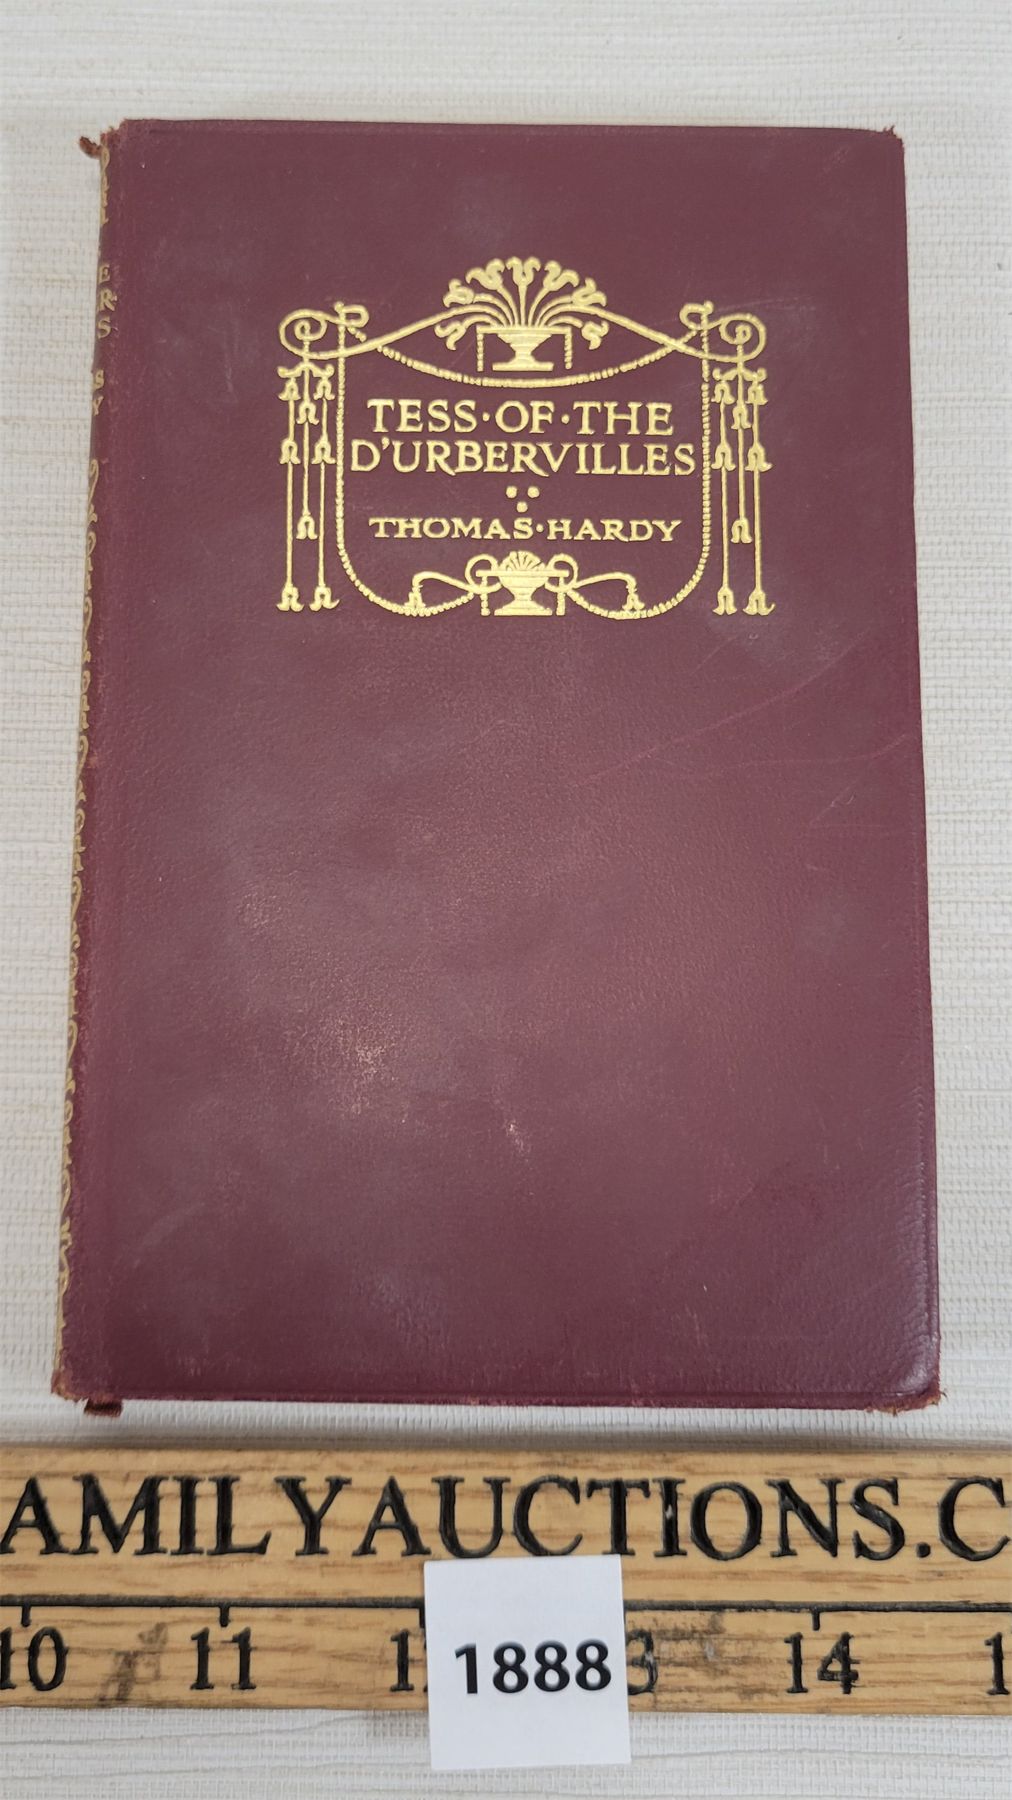 TESS·OF·THE
D'URBERVILLES
THOMAS·HARDY
AMILYAUCTIONS.C
10 11 14
1888